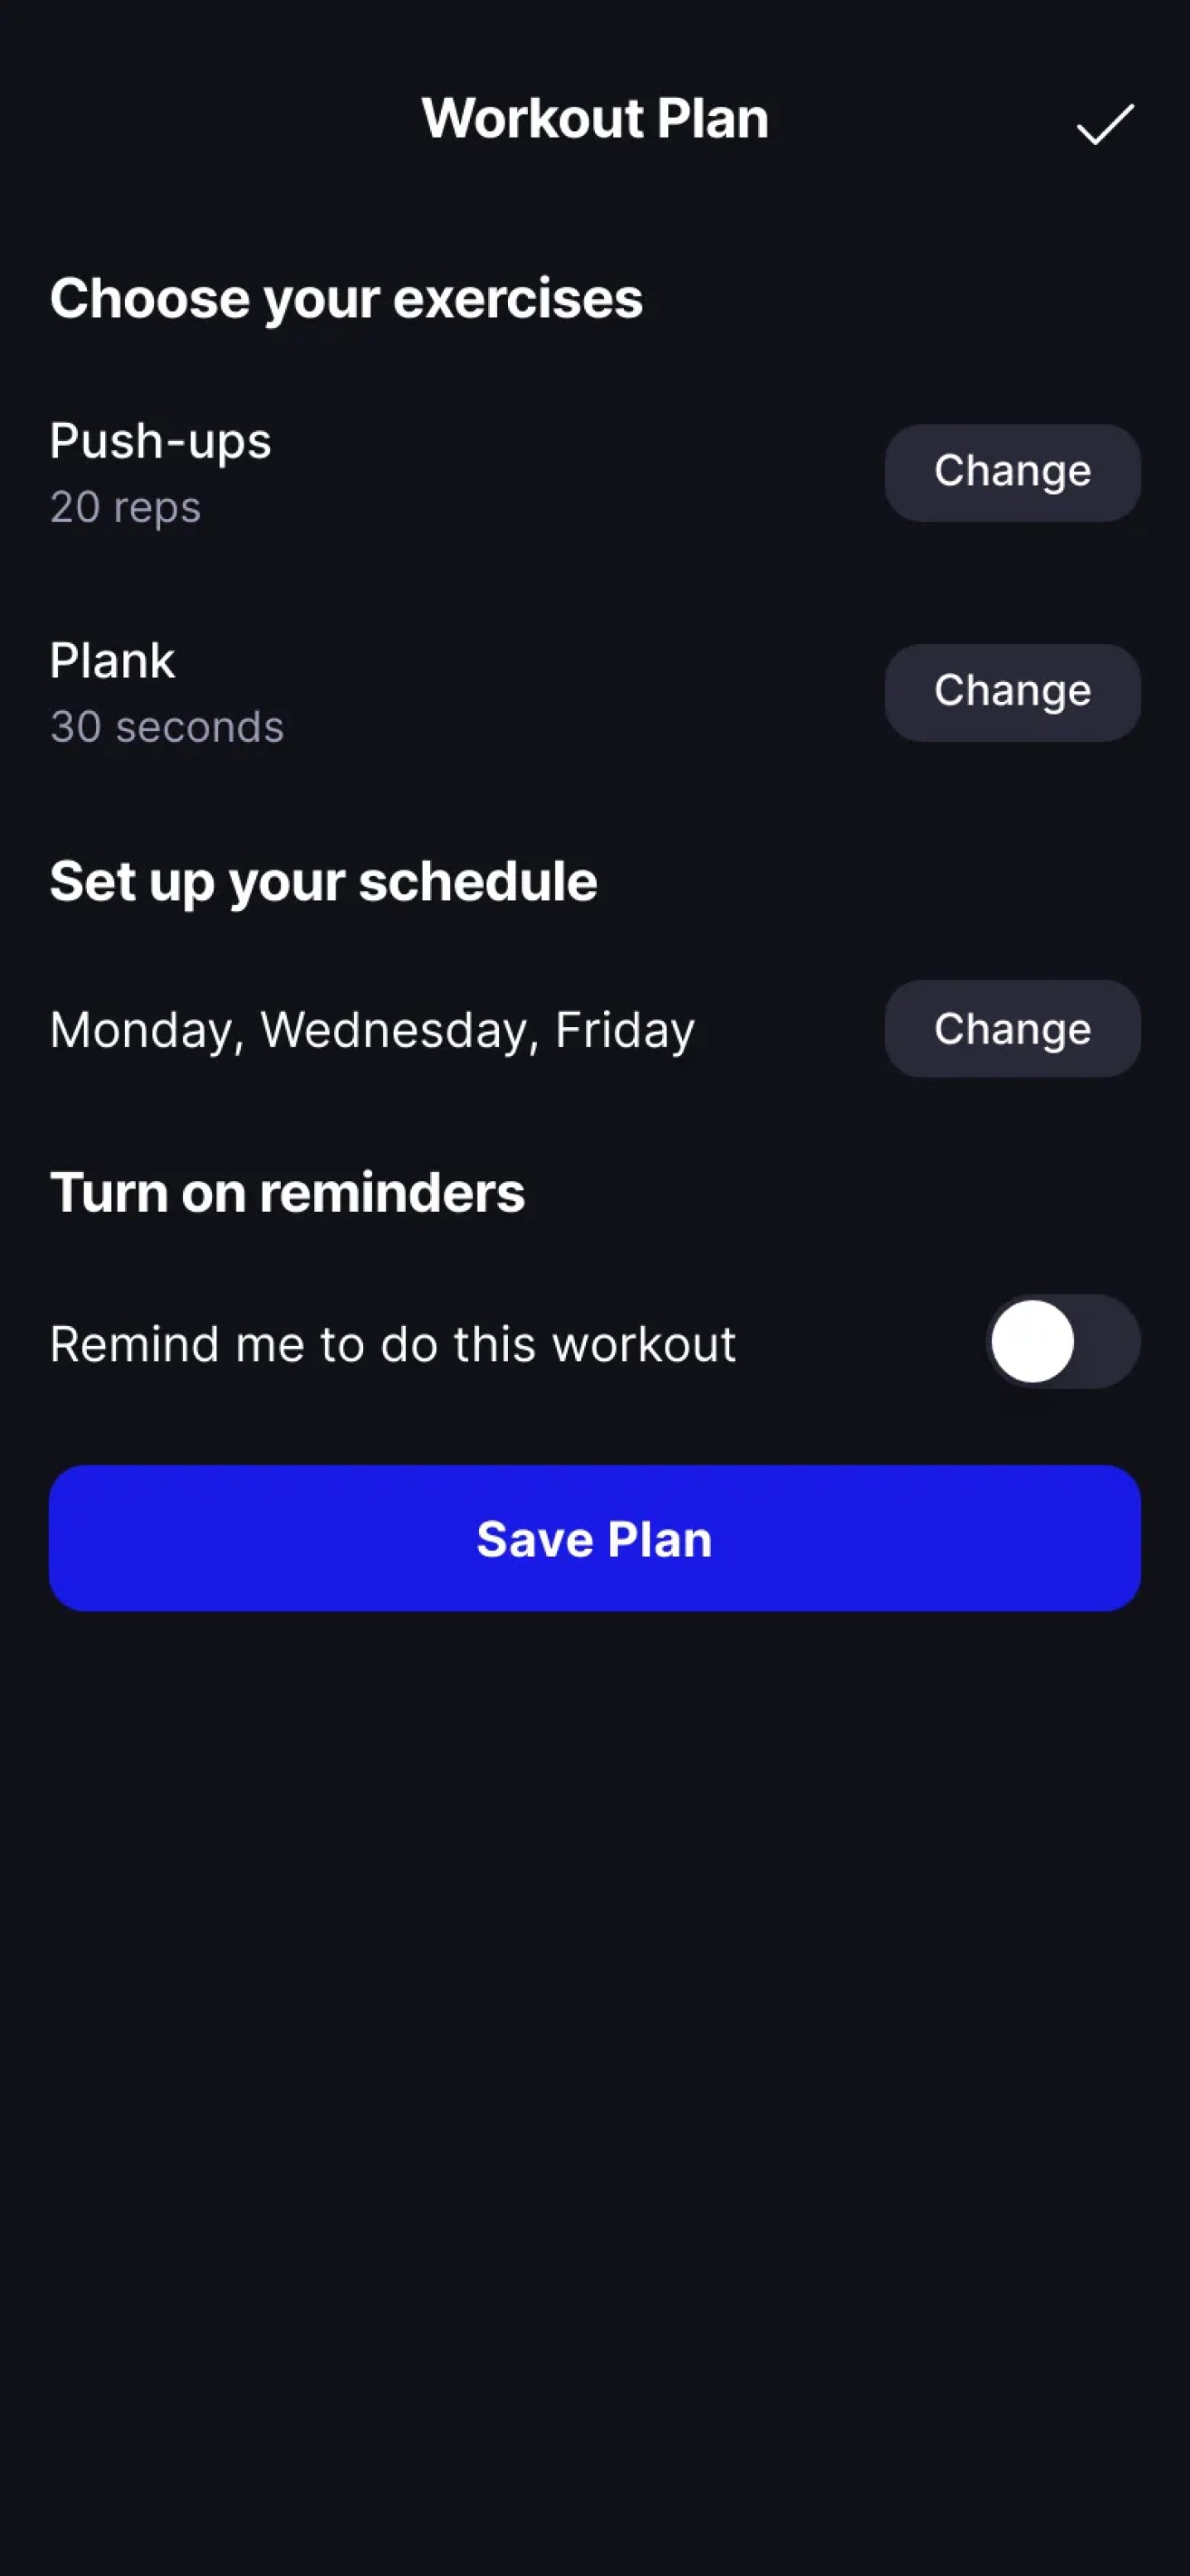 Workout Plan
Choose your exercises
Push-ups
20 reps
Change
Plank
30 seconds
Change
Set up your schedule
Monday, Wednesday, Friday
Change
Turn on reminders
Remind me to do this workout
Save Plan